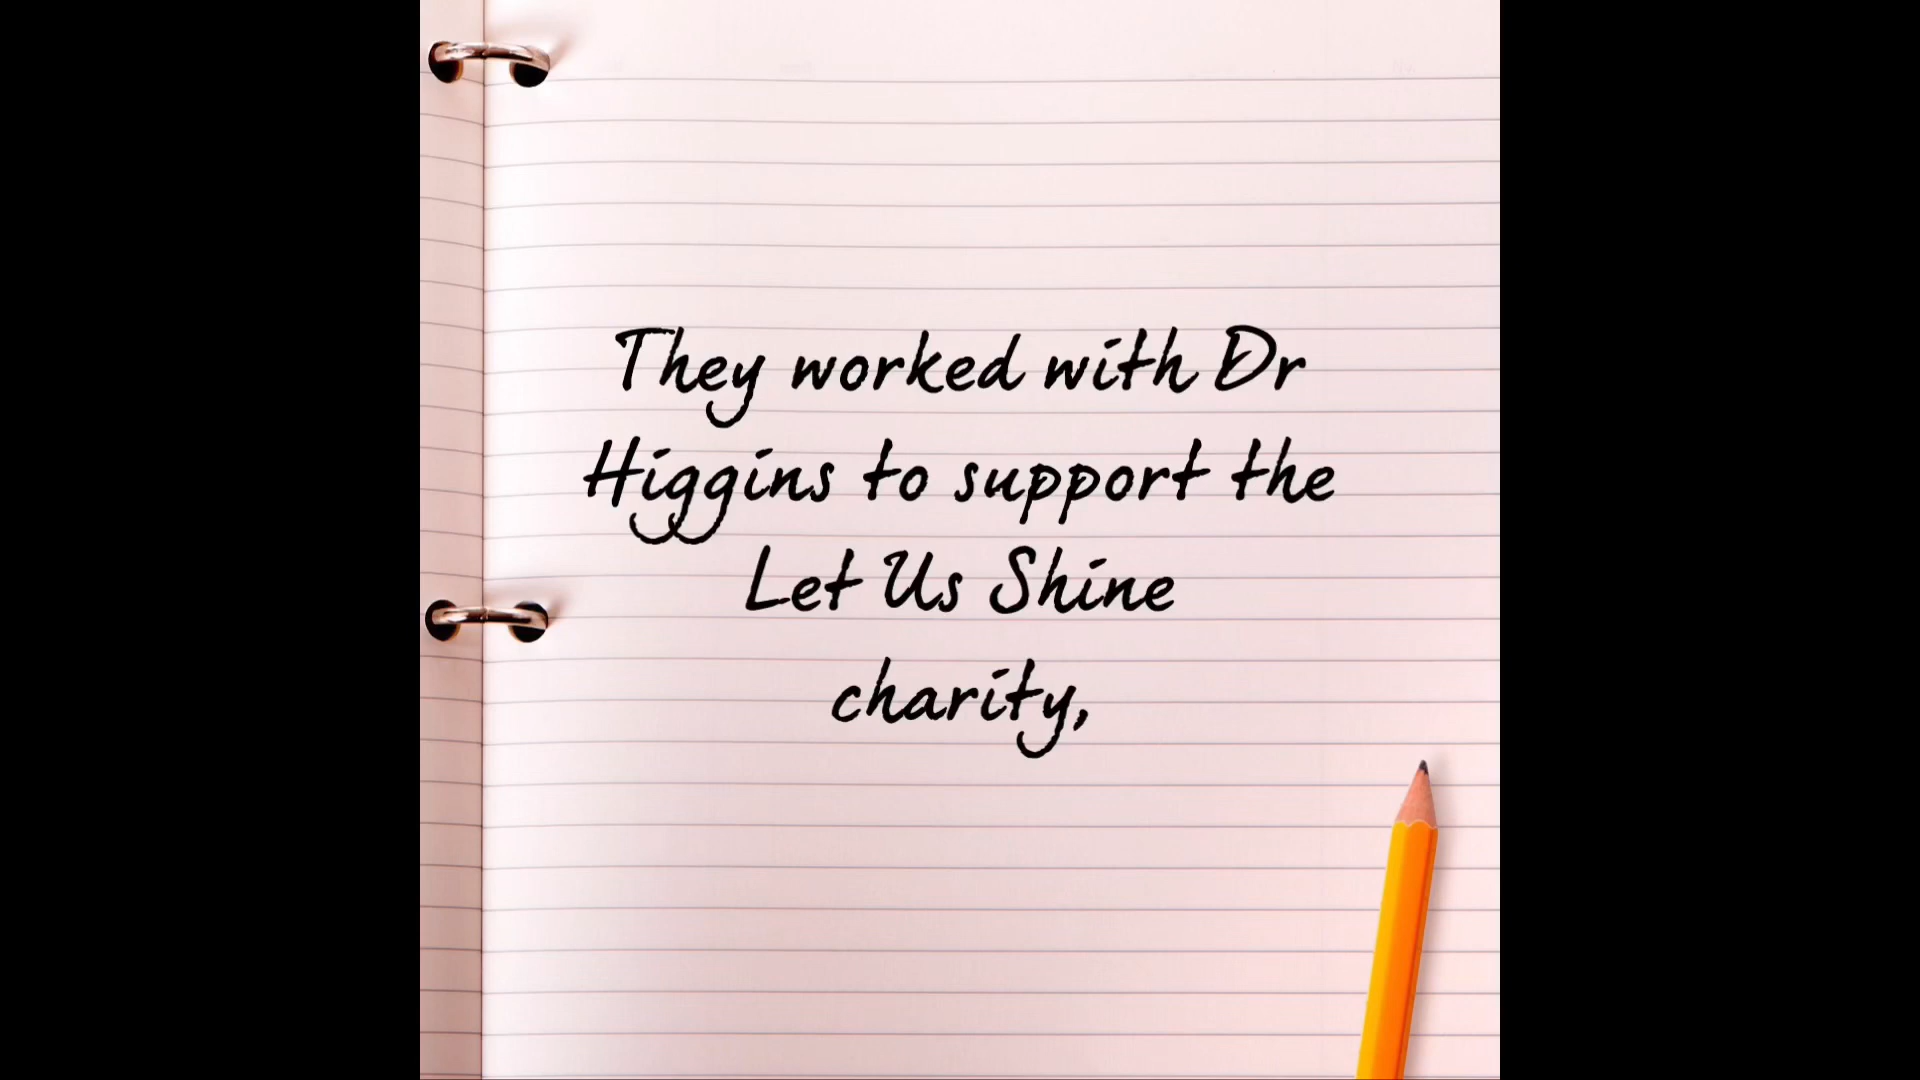 They worked with Dr
Higgins to support the
Let Us Shine
charity,